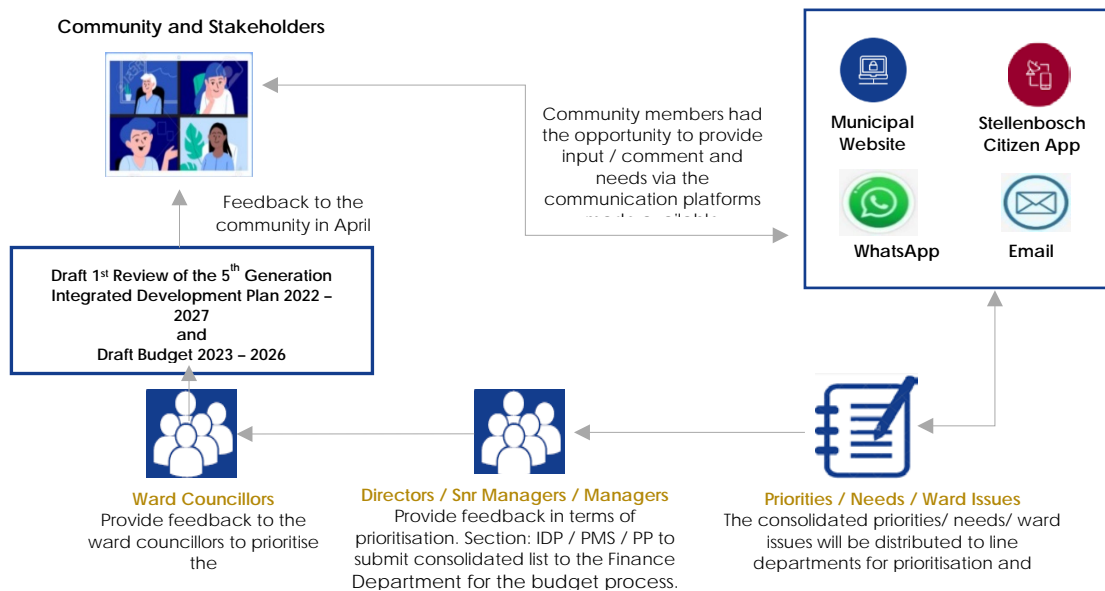 Community and Stakeholders
Community members had
the opportunity to provide
input / comment and
needs via the
communication platforms
Municipal
Website
Stellenbosch
Citizen App
WhatsApp
Email
Feedback to the
community in April
Draft 1st Review of the 5th Generation
Integrated Development Plan 2022 –
2027
and
Draft Budget 2023 – 2026
Ward Councillors
Provide feedback to the
ward councillors to prioritise
the
Directors / Snr Managers / Managers
Provide feedback in terms of
prioritisation. Section: IDP / PMS / PP to
submit consolidated list to the Finance
Department for the budget process.
Priorities / Needs / Ward Issues
The consolidated priorities/ needs/ ward
issues will be distributed to line
departments for prioritisation and